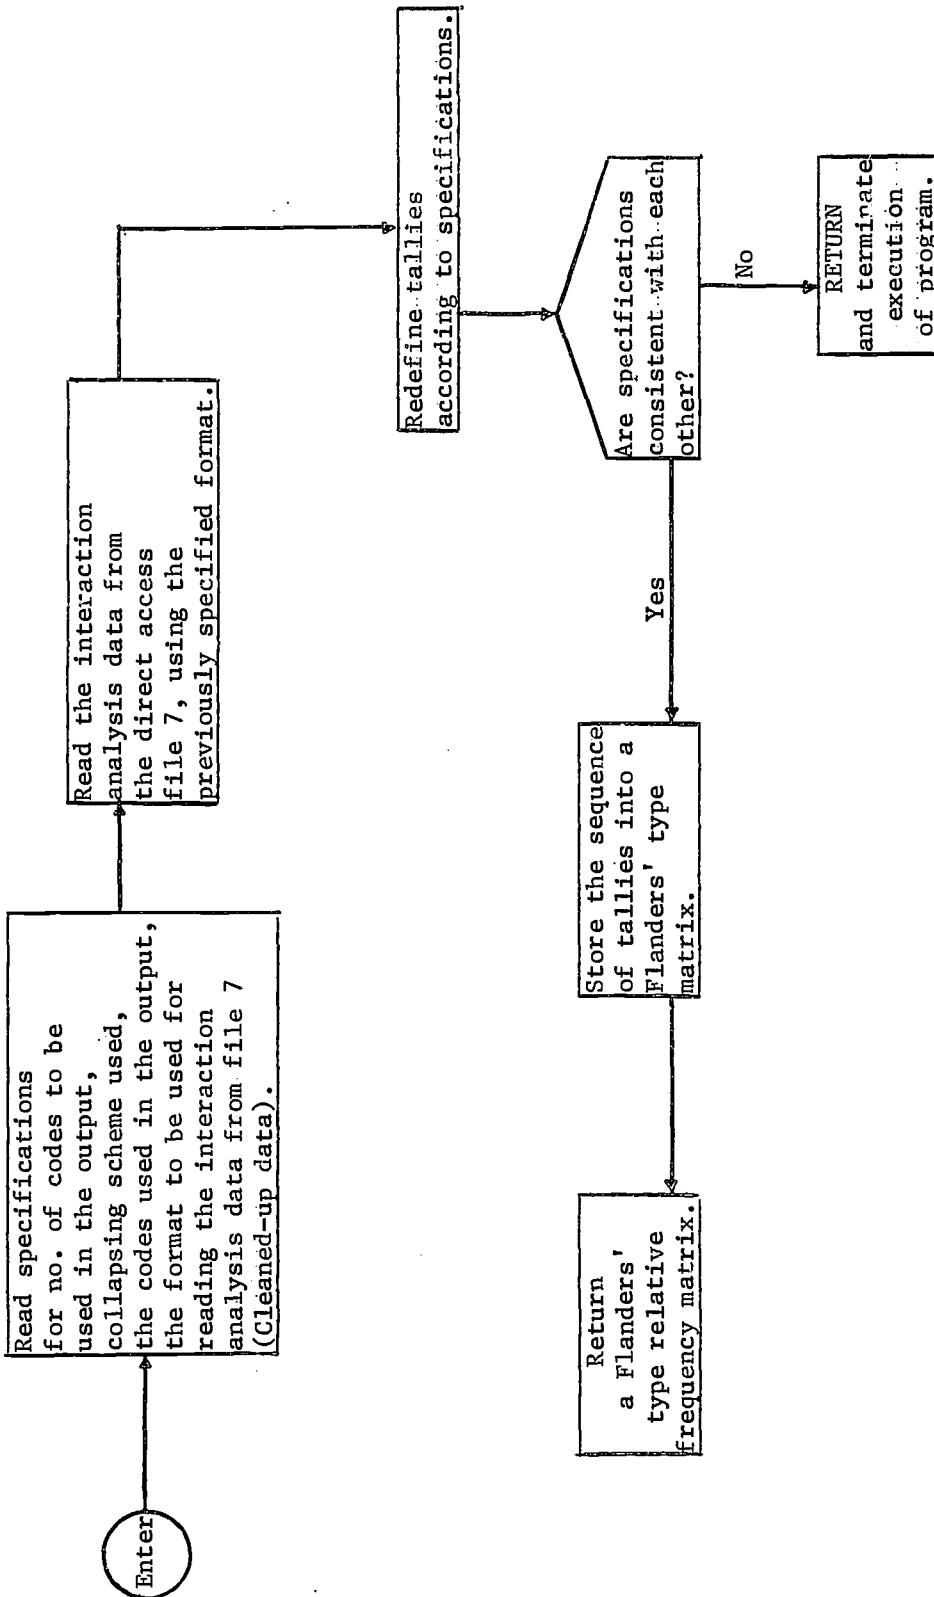 Enter
Read specifications
for no. of codes to be
used in the output,
collapsing scheme used,
the codes used in the output,
the format to be used for
reading the interaction
analysis data from file 7
(Cleaned-up data).
Read the interaction
analysis data from
the direct access
file 7, using the
previously specified format.
Redefine tallies
according to specifications.
Are specifications
consistent with each
other?
No
RETURN
and terminate
execution
of program.
Yes
Store the sequence
of tallies into a
Flanders' type
matrix.
Return
a Flanders'
type relative
frequency matrix.